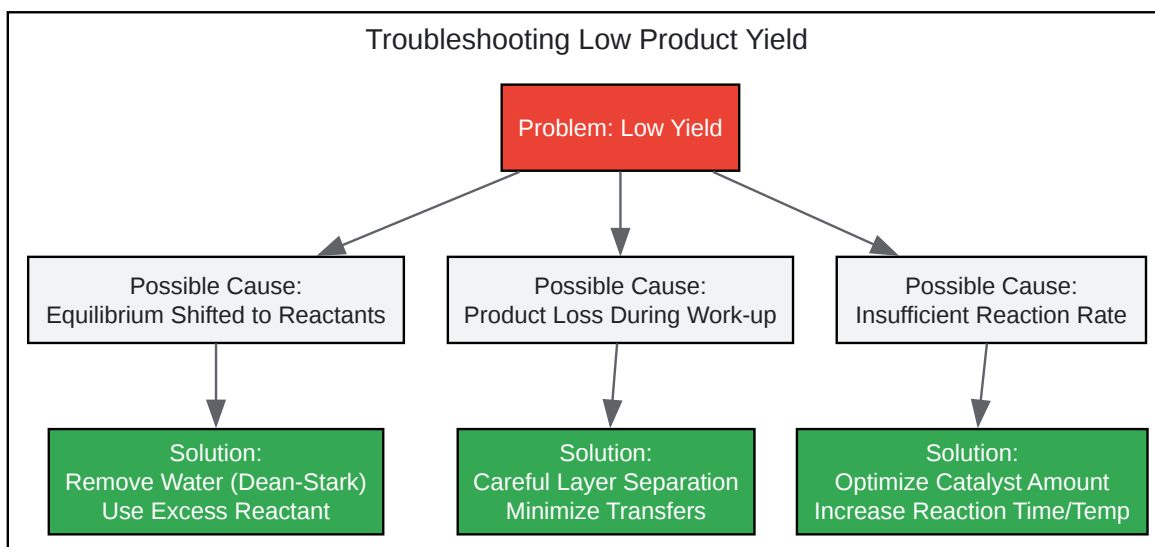 Troubleshooting Low Product Yield
Problem: Low Yield
Possible Cause:
Equilibrium Shifted to Reactants
Possible Cause:
Product Loss During Work-up
Possible Cause:
Insufficient Reaction Rate
Solution:
Remove Water (Dean-Stark)
Use Excess Reactant
Solution:
Careful Layer Separation
Minimize Transfers
Solution:
Optimize Catalyst Amount
Increase Reaction Time/Temp